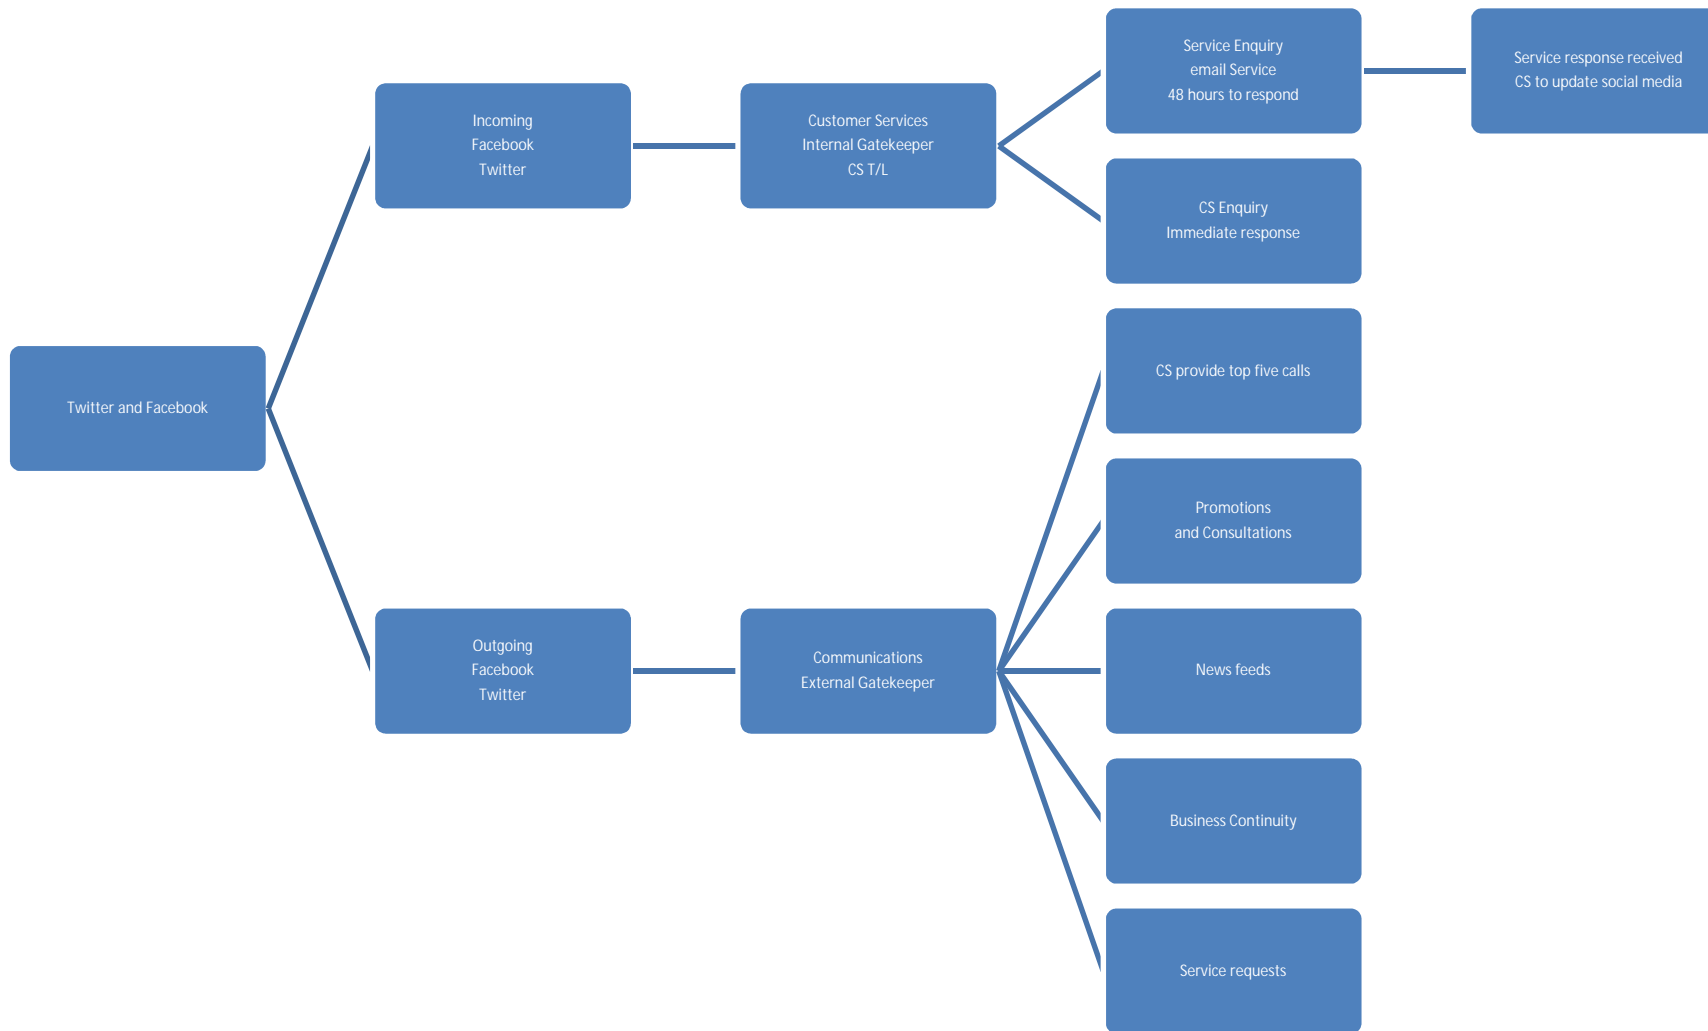 Twitter and Facebook
Incoming
Facebook
Twitter
Customer Services
Internal Gatekeeper
CS T/L
Service Enquiry
email Service
48 hours to respond
Service response received
CS to update social media
CS Enquiry
Immediate response
Outgoing
Facebook
Twitter
Communications
External Gatekeeper
CS provide top five calls
Promotions
and Consultations
News feeds
Business Continuity
Service requests